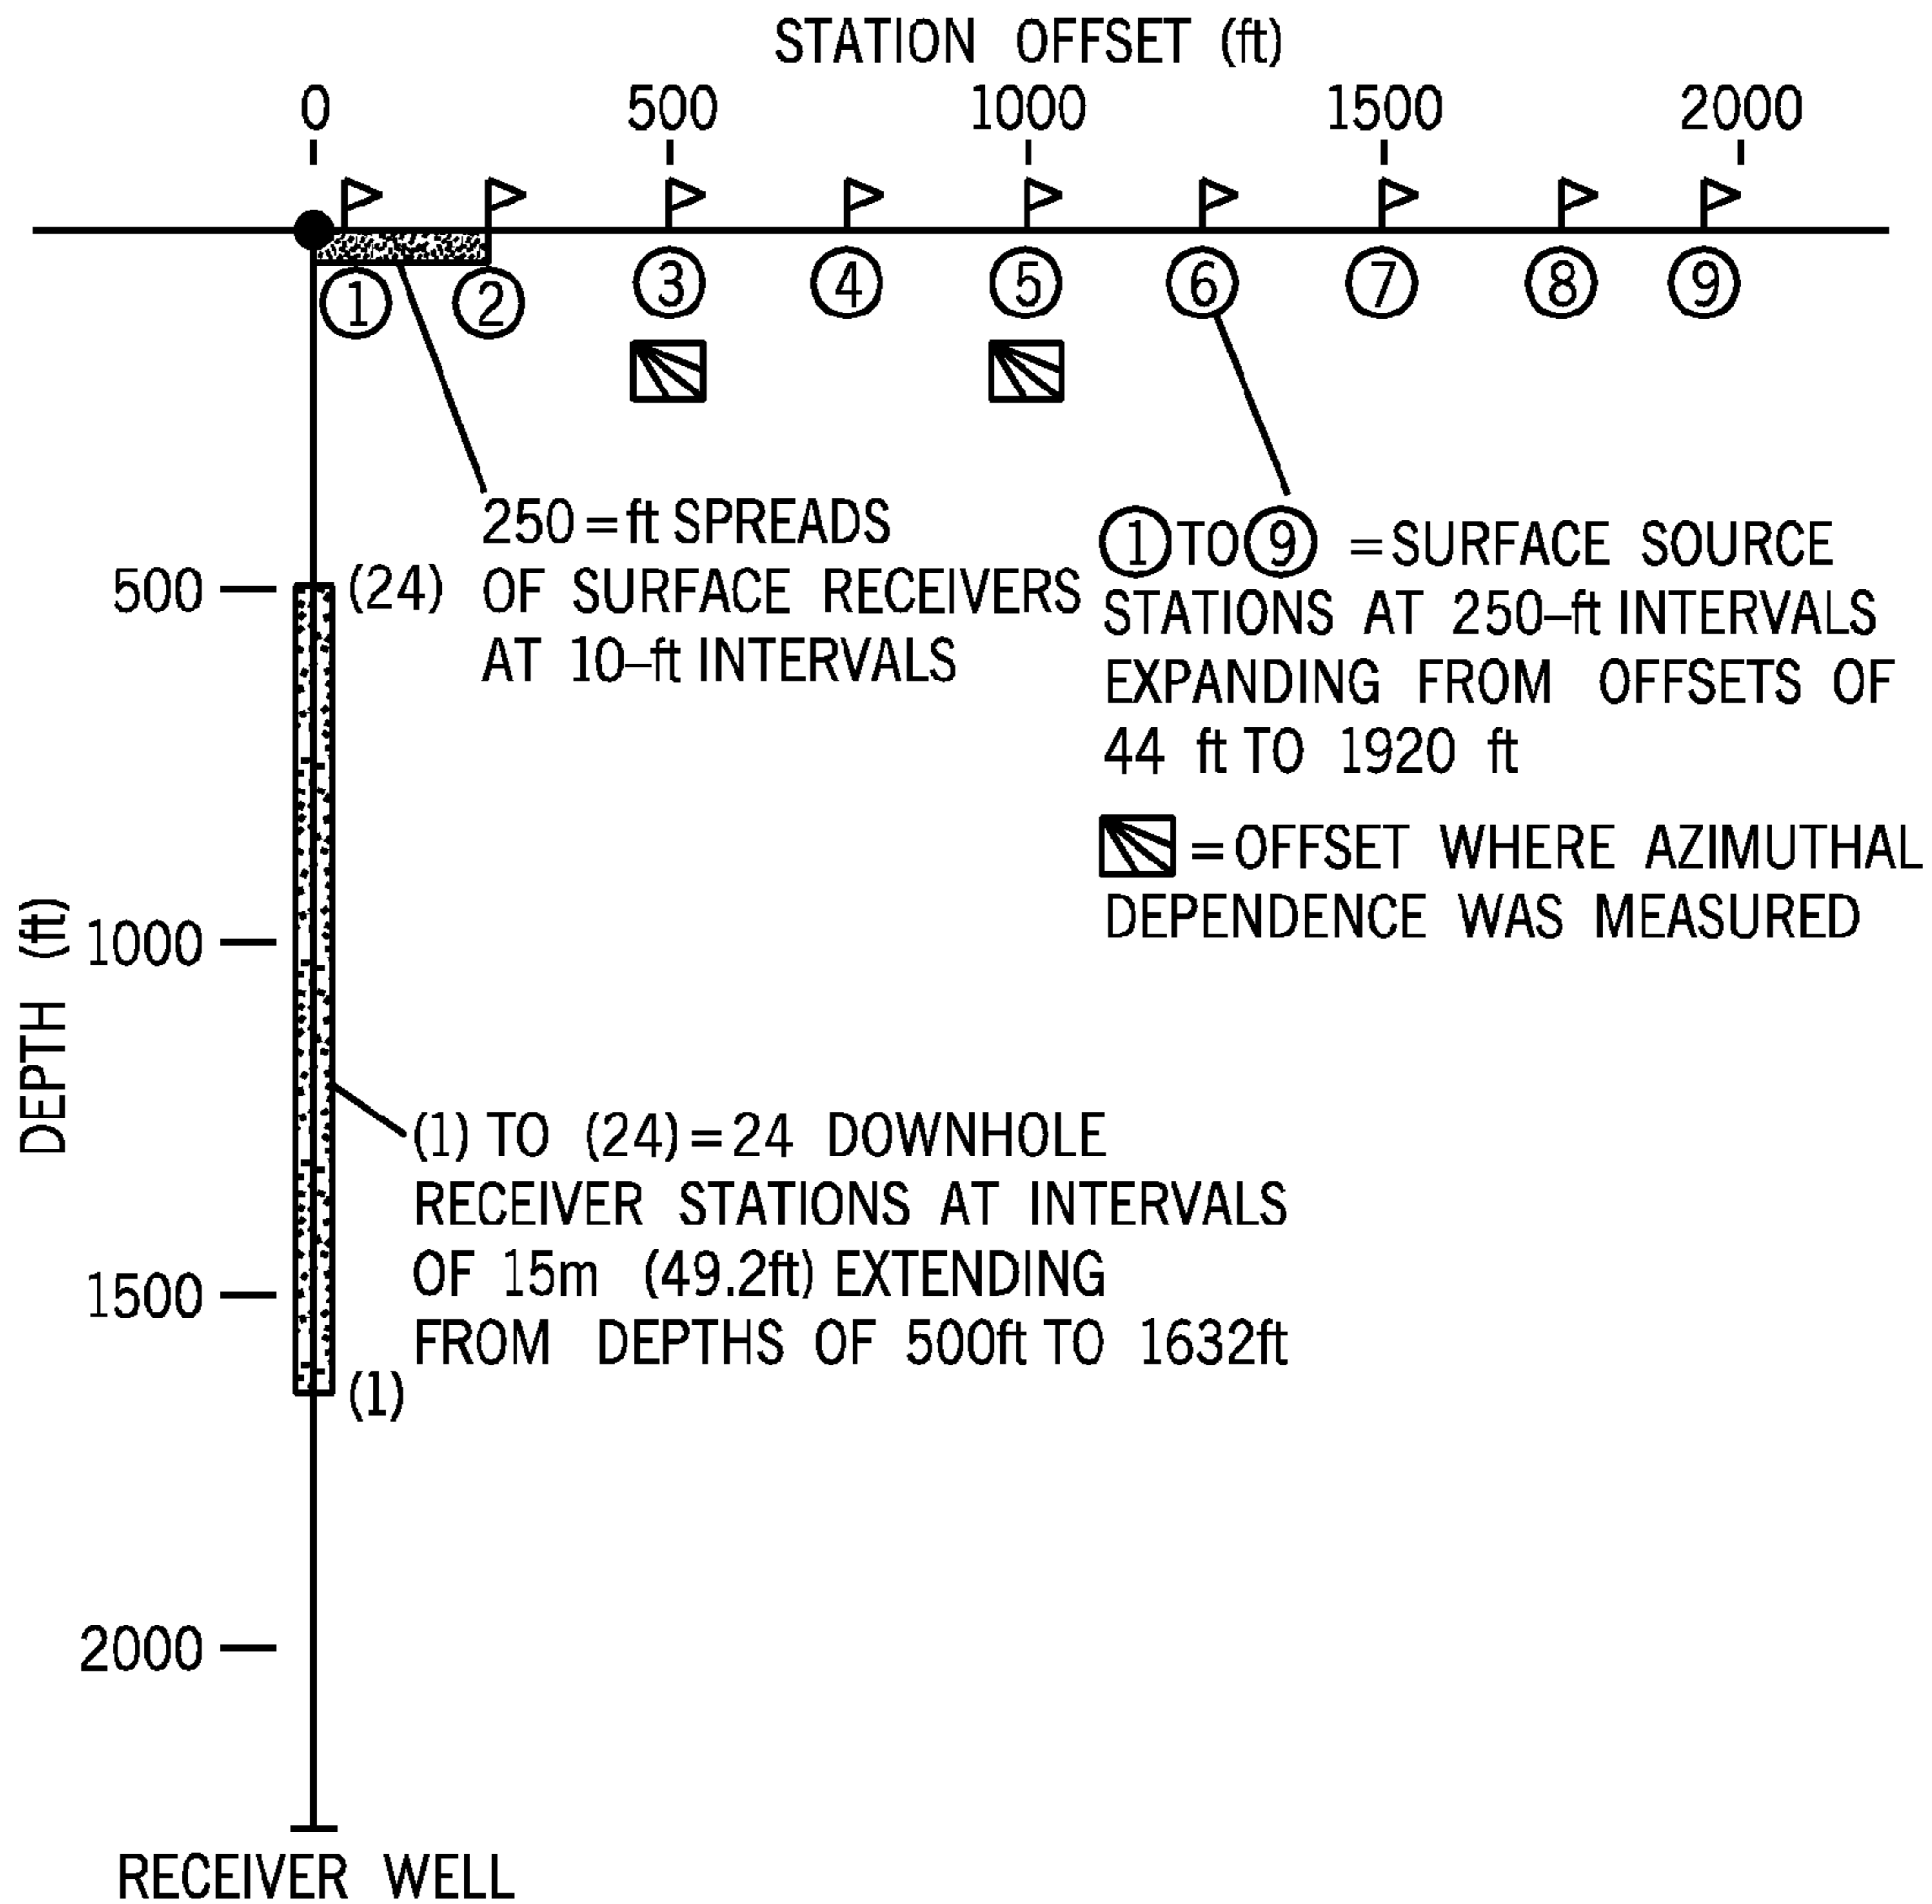 STATION OFFSET (ft)
0 500 1000 1500 2000
1 2 3 4 5 6 7 8 9
250=ft SPREADS
OF SURFACE RECEIVERS
AT 10–ft INTERVALS
1 TO 9 =SURFACE SOURCE
STATIONS AT 250–ft INTERVALS
EXPANDING FROM OFFSETS OF
44 ft TO 1920 ft
=OFFSET WHERE AZIMUTHAL
DEPENDENCE WAS MEASURED
DEPTH (ft)
500
1000
1500
2000
(24)
(1) TO (24)=24 DOWNHOLE
RECEIVER STATIONS AT INTERVALS
OF 15m (49.2ft) EXTENDING
FROM DEPTHS OF 500ft TO 1632ft
(1)
RECEIVER WELL